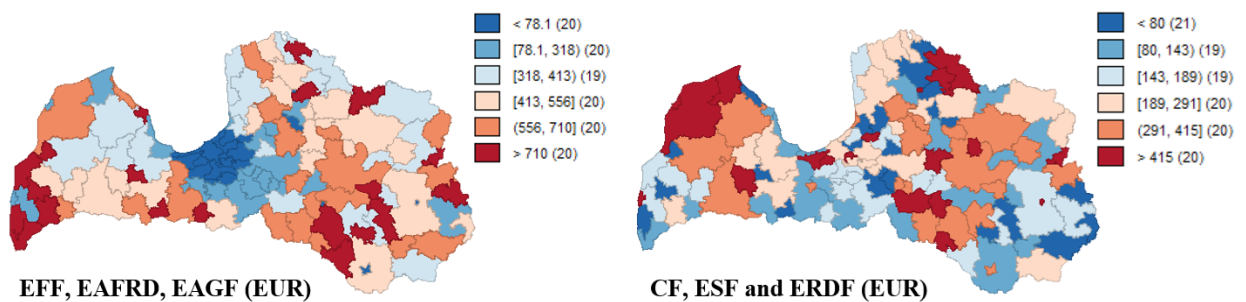 < 78.1 (20)
[78.1, 318) (20)
[318, 413) (19)
[413, 556] (20)
(556, 710] (20)
> 710 (20)
EFF, EAFRD, EAGF (EUR)
< 80 (21)
[80, 143) (19)
[143, 189) (19)
[189, 291] (20)
(291, 415] (20)
> 415 (20)
CF, ESF and ERDF (EUR)